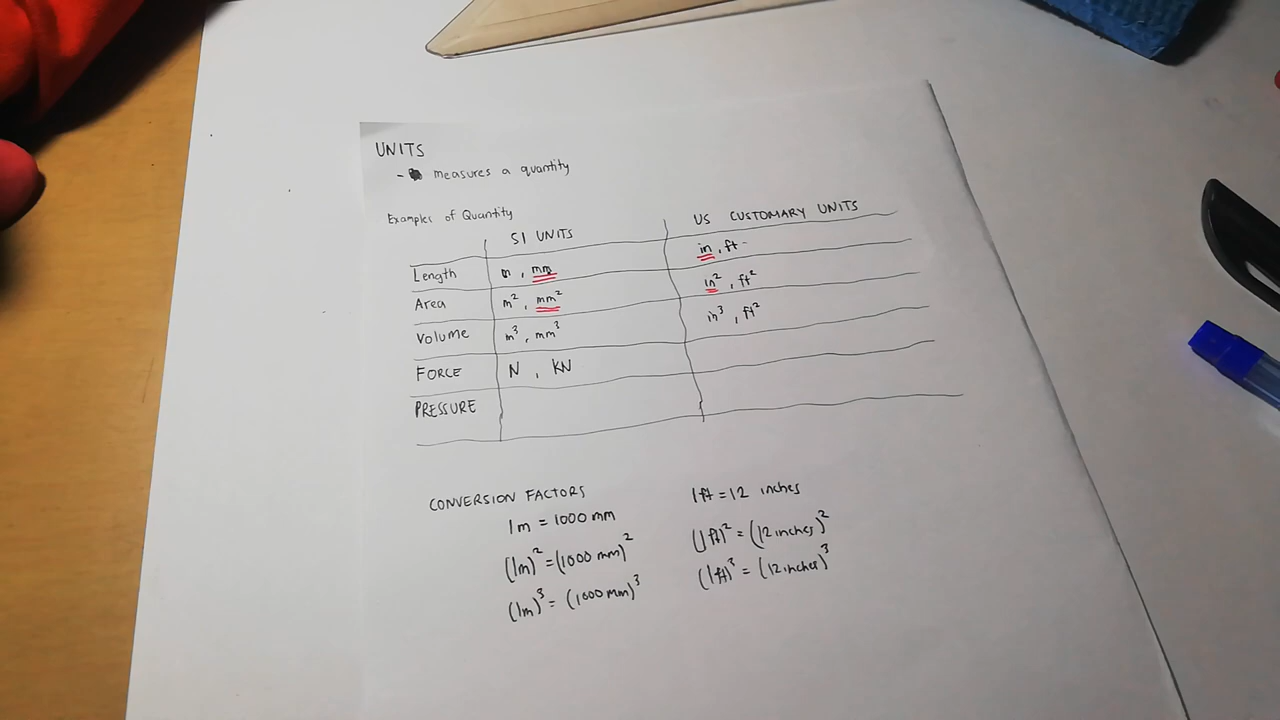 UNITS
- measures a quantity
Examples of Quantity
SI UNITS US CUSTOMARY UNITS
Length m , mm in , ft
Area m² , mm² in² , ft²
Volume m³ , mm³ in³ , ft²
FORCE N , KN
PRESSURE
CONVERSION FACTORS
1m = 1000 mm
(1m)² = (1000 mm)²
(1m)³ = (1000 mm)³
1ft = 12 inches
(1ft)² = (12 inches)²
(1ft)³ = (12 inches)³